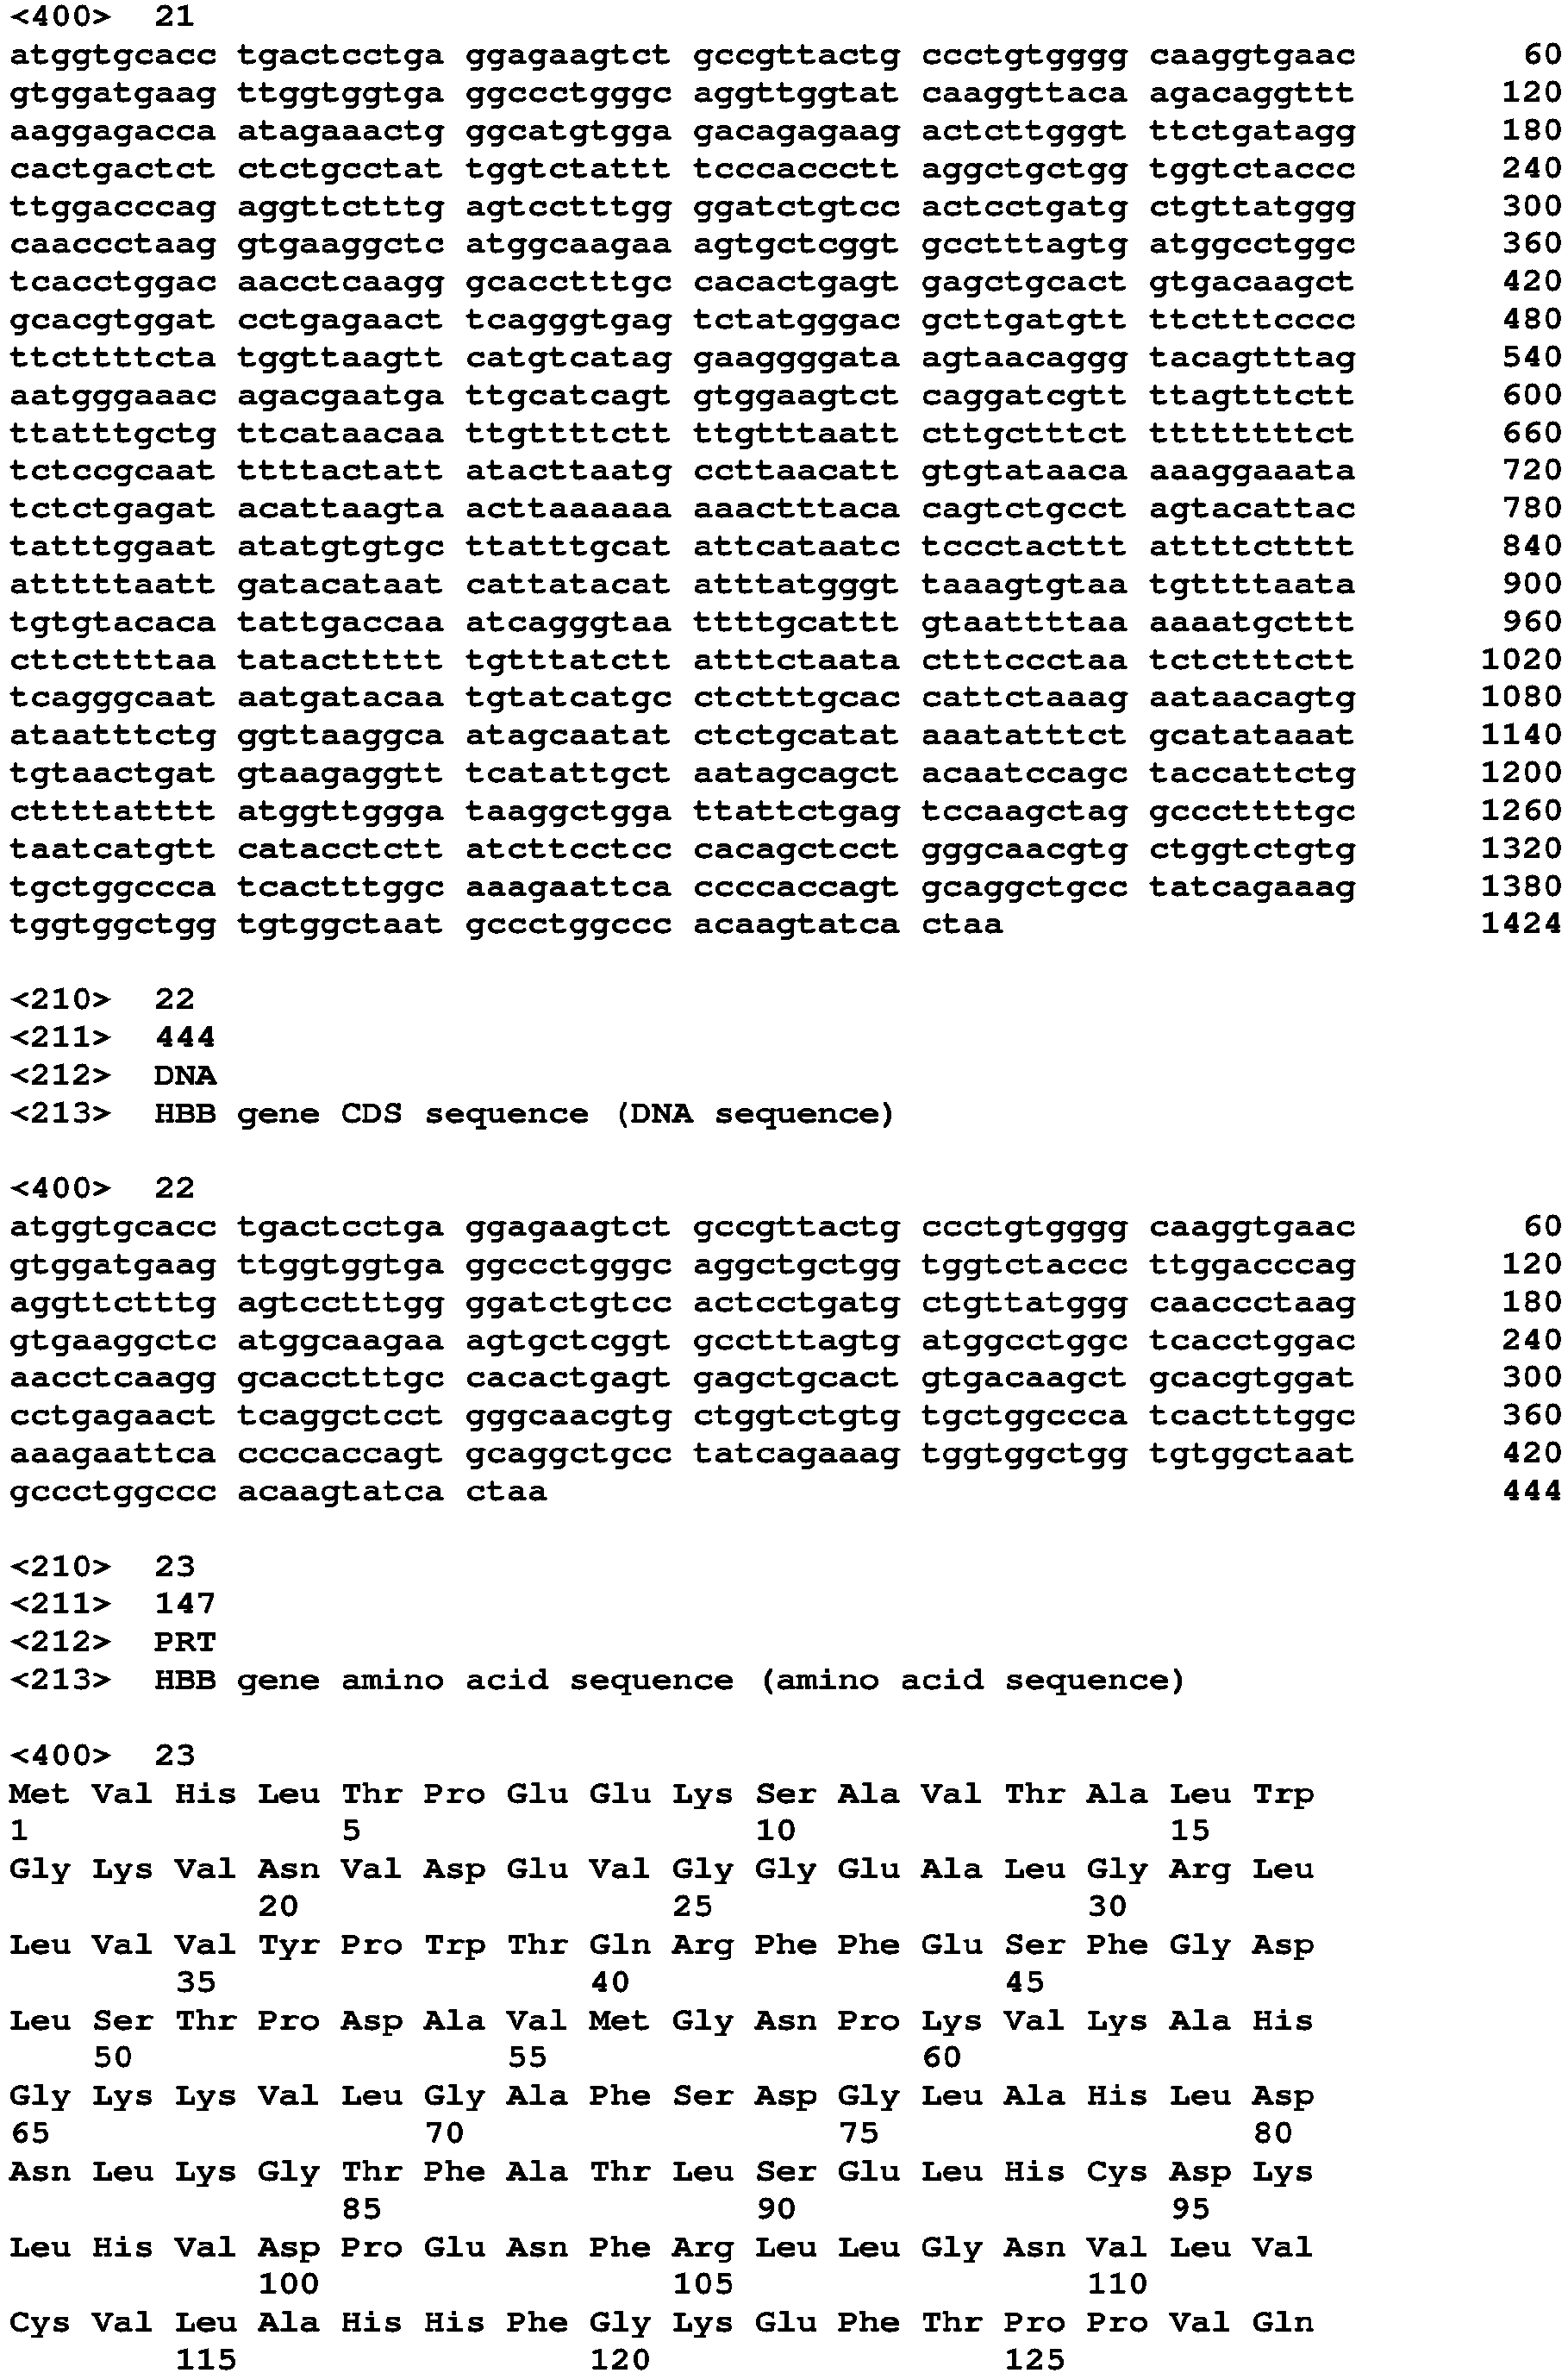 <400> 21
atggtgcacc tgactcctga ggagaagtct gccgttactg ccctgtgggg caaggtgaac 60
gtggatgaag ttggtggtga ggccctgggc aggttggtat caaggttaca agacaggttt 120
aaggagacca atagaaactg ggcatgtgga gacagagaag actcttgggt ttctgatagg 180
cactgactct ctctgcctat tggtctattt tcccaccctt aggctgctgg tggtctaccc 240
ttggacccag aggttctttg agtcctttgg ggatctgtcc actcctgatg ctgttatggg 300
caaccctaag gtgaaggctc atggcaagaa agtgctcggt gcctttagtg atggcctggc 360
tcacctggac aacctcaagg gcacctttgc cacactgagt gagctgcact gtgacaagct 420
gcacgtggat cctgagaact tcagggtgag tctatgggac gcttgatgtt ttctttcccc 480
ttcttttcta tggttaagtt catgtcatag gaaggggata agtaacaggg tacagtttag 540
aatgggaaac agacgaatga ttgcatcagt gtggaagtct caggatcgtt ttagtttctt 600
ttatttgctg ttcataacaa ttgttttctt ttgtttaatt cttgctttct ttttttttct 660
tctccgcaat ttttactatt atacttaatg ccttaacatt gtgtataaca aaaggaaata 720
tctctgagat acattaagta acttaaaaaa aaactttaca cagtctgcct agtacattac 780
tatttggaat atatgtgtgc ttatttgcat attcataatc tccctacttt attttctttt 840
atttttaatt gatacataat cattatacat atttatgggt taaagtgtaa tgttttaata 900
tgtgtacaca tattgaccaa atcagggtaa ttttgcattt gtaattttaa aaaatgcttt 960
cttcttttaa tatacttttt tgtttatctt atttctaata ctttccctaa tctctttctt 1020
tcagggcaat aatgatacaa tgtatcatgc ctctttgcac cattctaaag aataacagtg 1080
ataatttctg ggttaaggca atagcaatat ctctgcatat aaatatttct gcatataaat 1140
tgtaactgat gtaagaggtt tcatattgct aatagcagct acaatccagc taccattctg 1200
cttttatttt atggttggga taaggctgga ttattctgag tccaagctag gcccttttgc 1260
taatcatgtt catacctctt atcttcctcc cacagctcct gggcaacgtg ctggtctgtg 1320
tgctggccca tcactttggc aaagaattca ccccaccagt gcaggctgcc tatcagaaag 1380
tggtggctgg tgtggctaat gccctggccc acaagtatca ctaa 1424
<210> 22
<211> 444
<212> DNA
<213> HBB gene CDS sequence (DNA sequence)
<400> 22
atggtgcacc tgactcctga ggagaagtct gccgttactg ccctgtgggg caaggtgaac 60
gtggatgaag ttggtggtga ggccctgggc aggctgctgg tggtctaccc ttggacccag 120
aggttctttg agtcctttgg ggatctgtcc actcctgatg ctgttatggg caaccctaag 180
gtgaaggctc atggcaagaa agtgctcggt gcctttagtg atggcctggc tcacctggac 240
aacctcaagg gcacctttgc cacactgagt gagctgcact gtgacaagct gcacgtggat 300
cctgagaact tcaggctcct gggcaacgtg ctggtctgtg tgctggccca tcactttggc 360
aaagaattca ccccaccagt gcaggctgcc tatcagaaag tggtggctgg tgtggctaat 420
gccctggccc acaagtatca ctaa 444
<210> 23
<211> 147
<212> PRT
<213> HBB gene amino acid sequence (amino acid sequence)
<400> 23
Met Val His Leu Thr Pro Glu Glu Lys Ser Ala Val Thr Ala Leu Trp
1 5 10 15
Gly Lys Val Asn Val Asp Glu Val Gly Gly Glu Ala Leu Gly Arg Leu
20 25 30
Leu Val Val Tyr Pro Trp Thr Gln Arg Phe Phe Glu Ser Phe Gly Asp
35 40 45
Leu Ser Thr Pro Asp Ala Val Met Gly Asn Pro Lys Val Lys Ala His
50 55 60
Gly Lys Lys Val Leu Gly Ala Phe Ser Asp Gly Leu Ala His Leu Asp
65 70 75 80
Asn Leu Lys Gly Thr Phe Ala Thr Leu Ser Glu Leu His Cys Asp Lys
85 90 95
Leu His Val Asp Pro Glu Asn Phe Arg Leu Leu Gly Asn Val Leu Val
100 105 110
Cys Val Leu Ala His His Phe Gly Lys Glu Phe Thr Pro Pro Val Gln
115 120 125